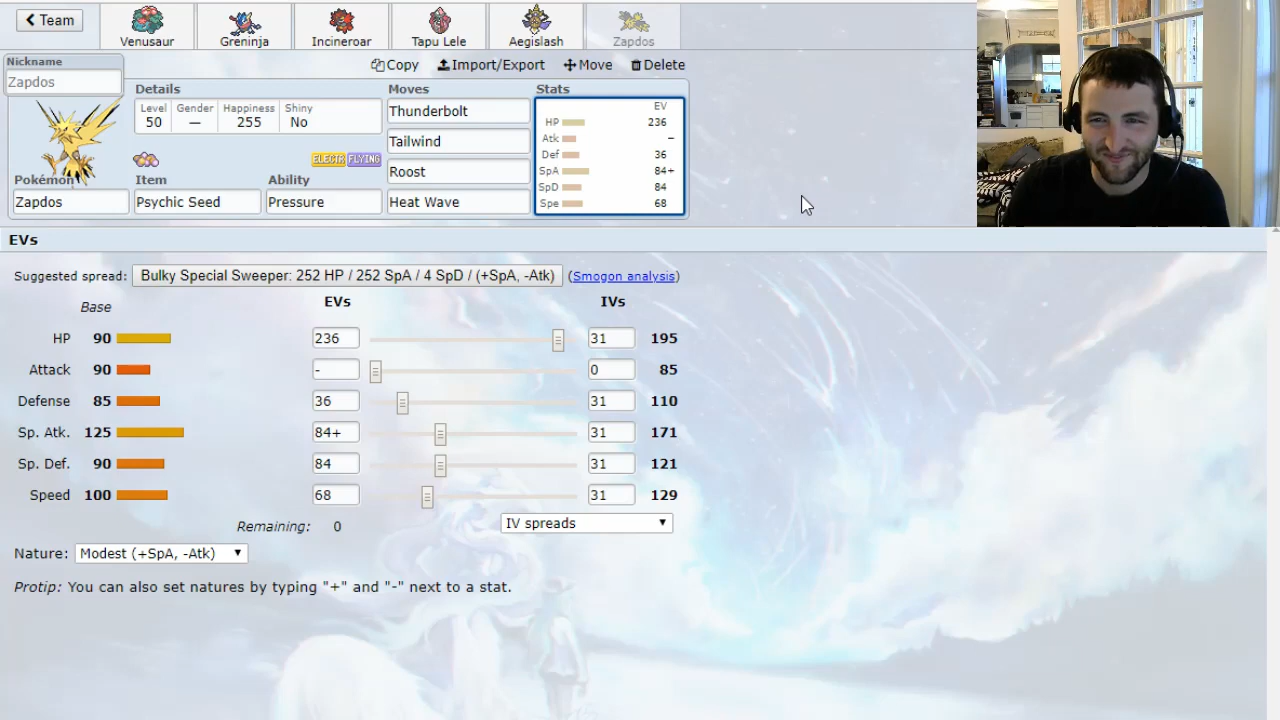 < Team
Venusaur
Greninja
Incineroar
Tapu Lele
Aegislash
Zapdos
Nickname
Zapdos
Copy Import/Export Move Delete
Details
Level Gender Happiness Shiny
50 — 255 No
ELECTR FLYING
Pokémon Item Ability
Zapdos Psychic Seed Pressure
Moves
Thunderbolt
Tailwind
Roost
Heat Wave
Stats
EV
HP 236
Atk –
Def 36
SpA 84+
SpD 84
Spe 68
EVs
Suggested spread: Bulky Special Sweeper: 252 HP / 252 SpA / 4 SpD / (+SpA, -Atk) (Smogon analysis)
Base EVs IVs
HP 90 236 31 195
Attack 90 - 0 85
Defense 85 36 31 110
Sp. Atk. 125 84+ 31 171
Sp. Def. 90 84 31 121
Speed 100 68 31 129
Remaining: 0 IV spreads
Nature: Modest (+SpA, -Atk)
Protip: You can also set natures by typing "+" and "-" next to a stat.